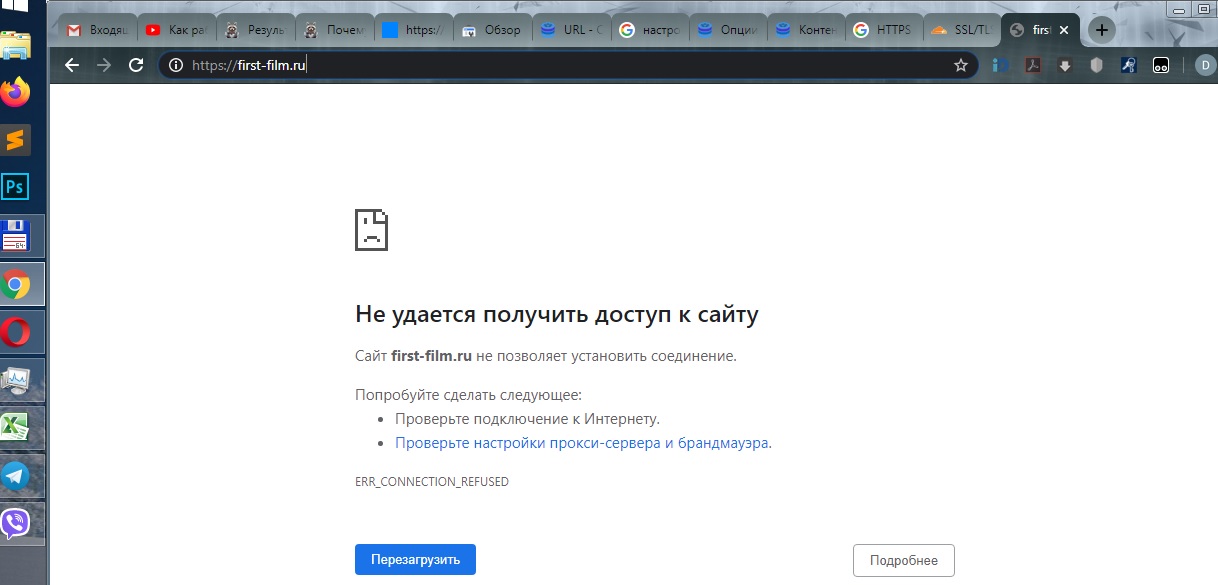 Входящ
Как ра
Резуль
Почем
https:/
Обзор
URL - С
настро
Опции
Контен
HTTPS
SSL/TL
first
https://first-film.ru
D
Ps
64
Не удается получить доступ к сайту
Сайт first-film.ru не позволяет установить соединение.
Попробуйте сделать следующее:
• Проверьте подключение к Интернету.
• Проверьте настройки прокси-сервера и брандмауэра.
ERR_CONNECTION_REFUSED
Перезагрузить
Подробнее